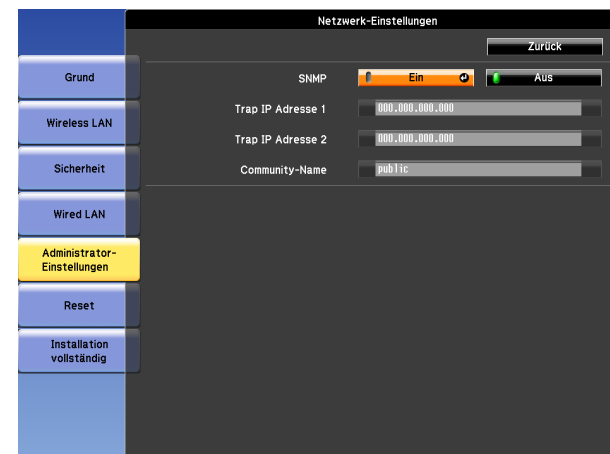 Netzwerk-Einstellungen
Zurück
Grund
Wireless LAN
Sicherheit
Wired LAN
Administrator-
Einstellungen
Reset
Installation
vollständig
SNMP Ein Aus
Trap IP Adresse 1 000.000.000.000
Trap IP Adresse 2 000.000.000.000
Community-Name public